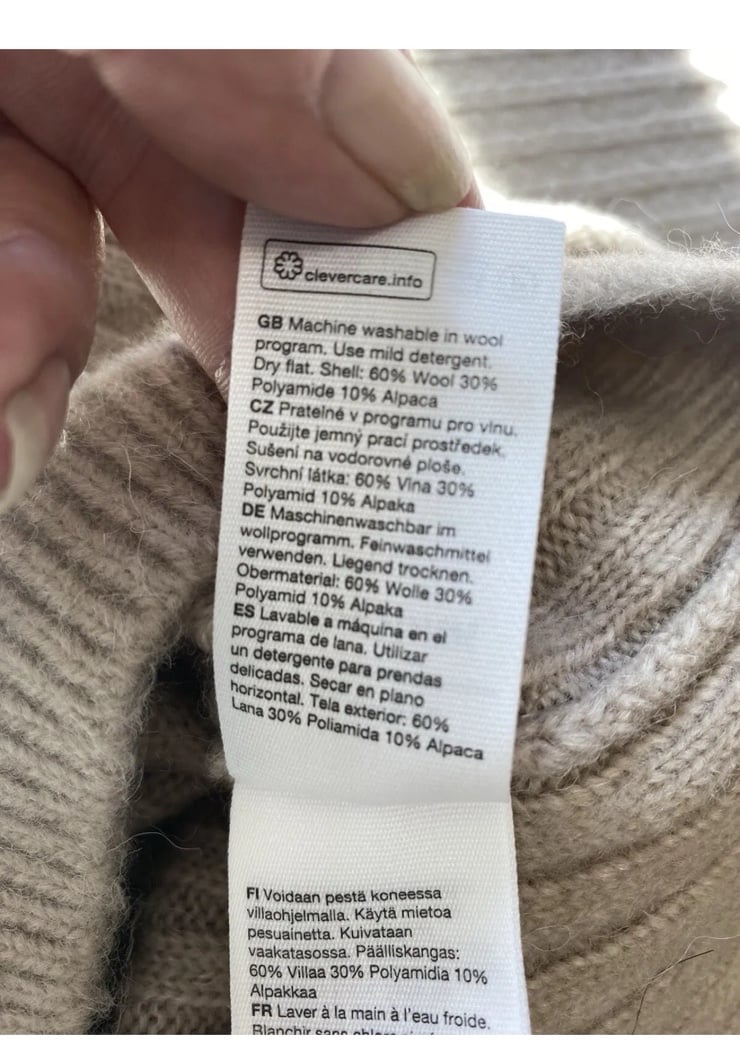 clevercare.info
GB Machine washable in wool
program. Use mild detergent.
Dry flat. Shell: 60% Wool 30%
Polyamide 10% Alpaca
CZ Pratelné v programu pro vlnu.
Použijte jemný prací prostředek.
Sušení na vodorovné ploše.
Svrchní látka: 60% Vlna 30%
Polyamid 10% Alpaka
DE Maschinenwaschbar im
wollprogramm. Feinwaschmittel
verwenden. Liegend trocknen.
Obermaterial: 60% Wolle 30%
Polyamid 10% Alpaka
ES Lavable a máquina en el
programa de lana. Utilizar
un detergente para prendas
delicadas. Secar en plano
horizontal. Tela exterior: 60%
Lana 30% Poliamida 10% Alpaca
FI Voidaan pestä koneessa
villaohjelmalla. Käytä mietoa
pesuainetta. Kuivataan
vaakatasossa. Päälliskangas:
60% Villaa 30% Polyamidia 10%
Alpakkaa
FR Laver à la main à l'eau froide.
Blanchir sans